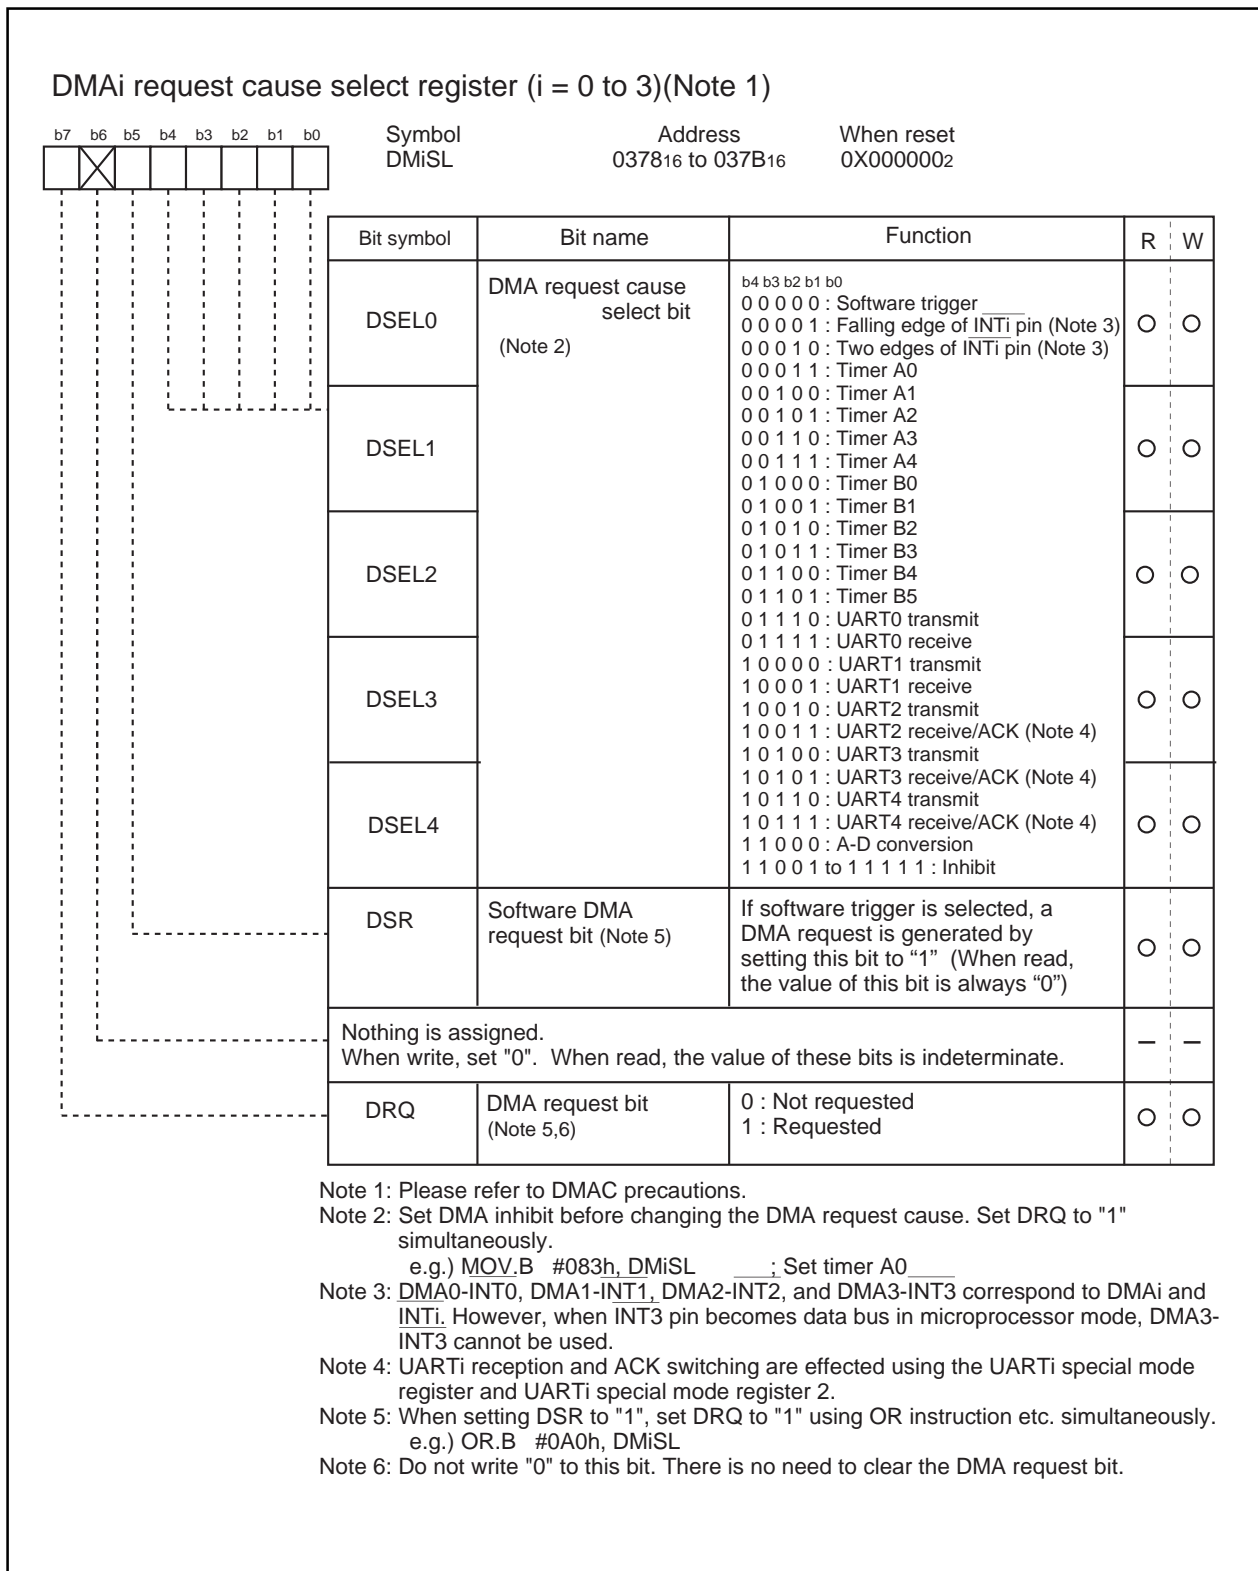 DMAi request cause select register (i = 0 to 3)(Note 1)
b7 b6 b5 b4 b3 b2 b1 b0
Symbol Address When reset
DMiSL 037816 to 037B16 0X0000002
Bit symbol Bit name Function R W
DSEL0
DMA request cause
select bit
(Note 2)
b4 b3 b2 b1 b0
0 0 0 0 0 : Software trigger
0 0 0 0 1 : Falling edge of INTi pin (Note 3)
0 0 0 1 0 : Two edges of INTi pin (Note 3)
0 0 0 1 1 : Timer A0
0 0 1 0 0 : Timer A1
0 0 1 0 1 : Timer A2
0 0 1 1 0 : Timer A3
0 0 1 1 1 : Timer A4
0 1 0 0 0 : Timer B0
0 1 0 0 1 : Timer B1
0 1 0 1 0 : Timer B2
0 1 0 1 1 : Timer B3
0 1 1 0 0 : Timer B4
0 1 1 0 1 : Timer B5
0 1 1 1 0 : UART0 transmit
0 1 1 1 1 : UART0 receive
1 0 0 0 0 : UART1 transmit
1 0 0 0 1 : UART1 receive
1 0 0 1 0 : UART2 transmit
1 0 0 1 1 : UART2 receive/ACK (Note 4)
1 0 1 0 0 : UART3 transmit
1 0 1 0 1 : UART3 receive/ACK (Note 4)
1 0 1 1 0 : UART4 transmit
1 0 1 1 1 : UART4 receive/ACK (Note 4)
1 1 0 0 0 : A-D conversion
1 1 0 0 1 to 1 1 1 1 1 : Inhibit
DSEL1
DSEL2
DSEL3
DSEL4
DSR
Software DMA
request bit (Note 5)
If software trigger is selected, a
DMA request is generated by
setting this bit to “1” (When read,
the value of this bit is always “0”)
Nothing is assigned.
When write, set "0". When read, the value of these bits is indeterminate.
DRQ
DMA request bit
(Note 5,6)
0 : Not requested
1 : Requested
Note 1: Please refer to DMAC precautions.
Note 2: Set DMA inhibit before changing the DMA request cause. Set DRQ to "1"
simultaneously.
e.g.) MOV.B #083h, DMiSL ; Set timer A0
Note 3: DMA0-INT0, DMA1-INT1, DMA2-INT2, and DMA3-INT3 correspond to DMAi and
INTi. However, when INT3 pin becomes data bus in microprocessor mode, DMA3-
INT3 cannot be used.
Note 4: UARTi reception and ACK switching are effected using the UARTi special mode
register and UARTi special mode register 2.
Note 5: When setting DSR to "1", set DRQ to "1" using OR instruction etc. simultaneously.
e.g.) OR.B #0A0h, DMiSL
Note 6: Do not write "0" to this bit. There is no need to clear the DMA request bit.